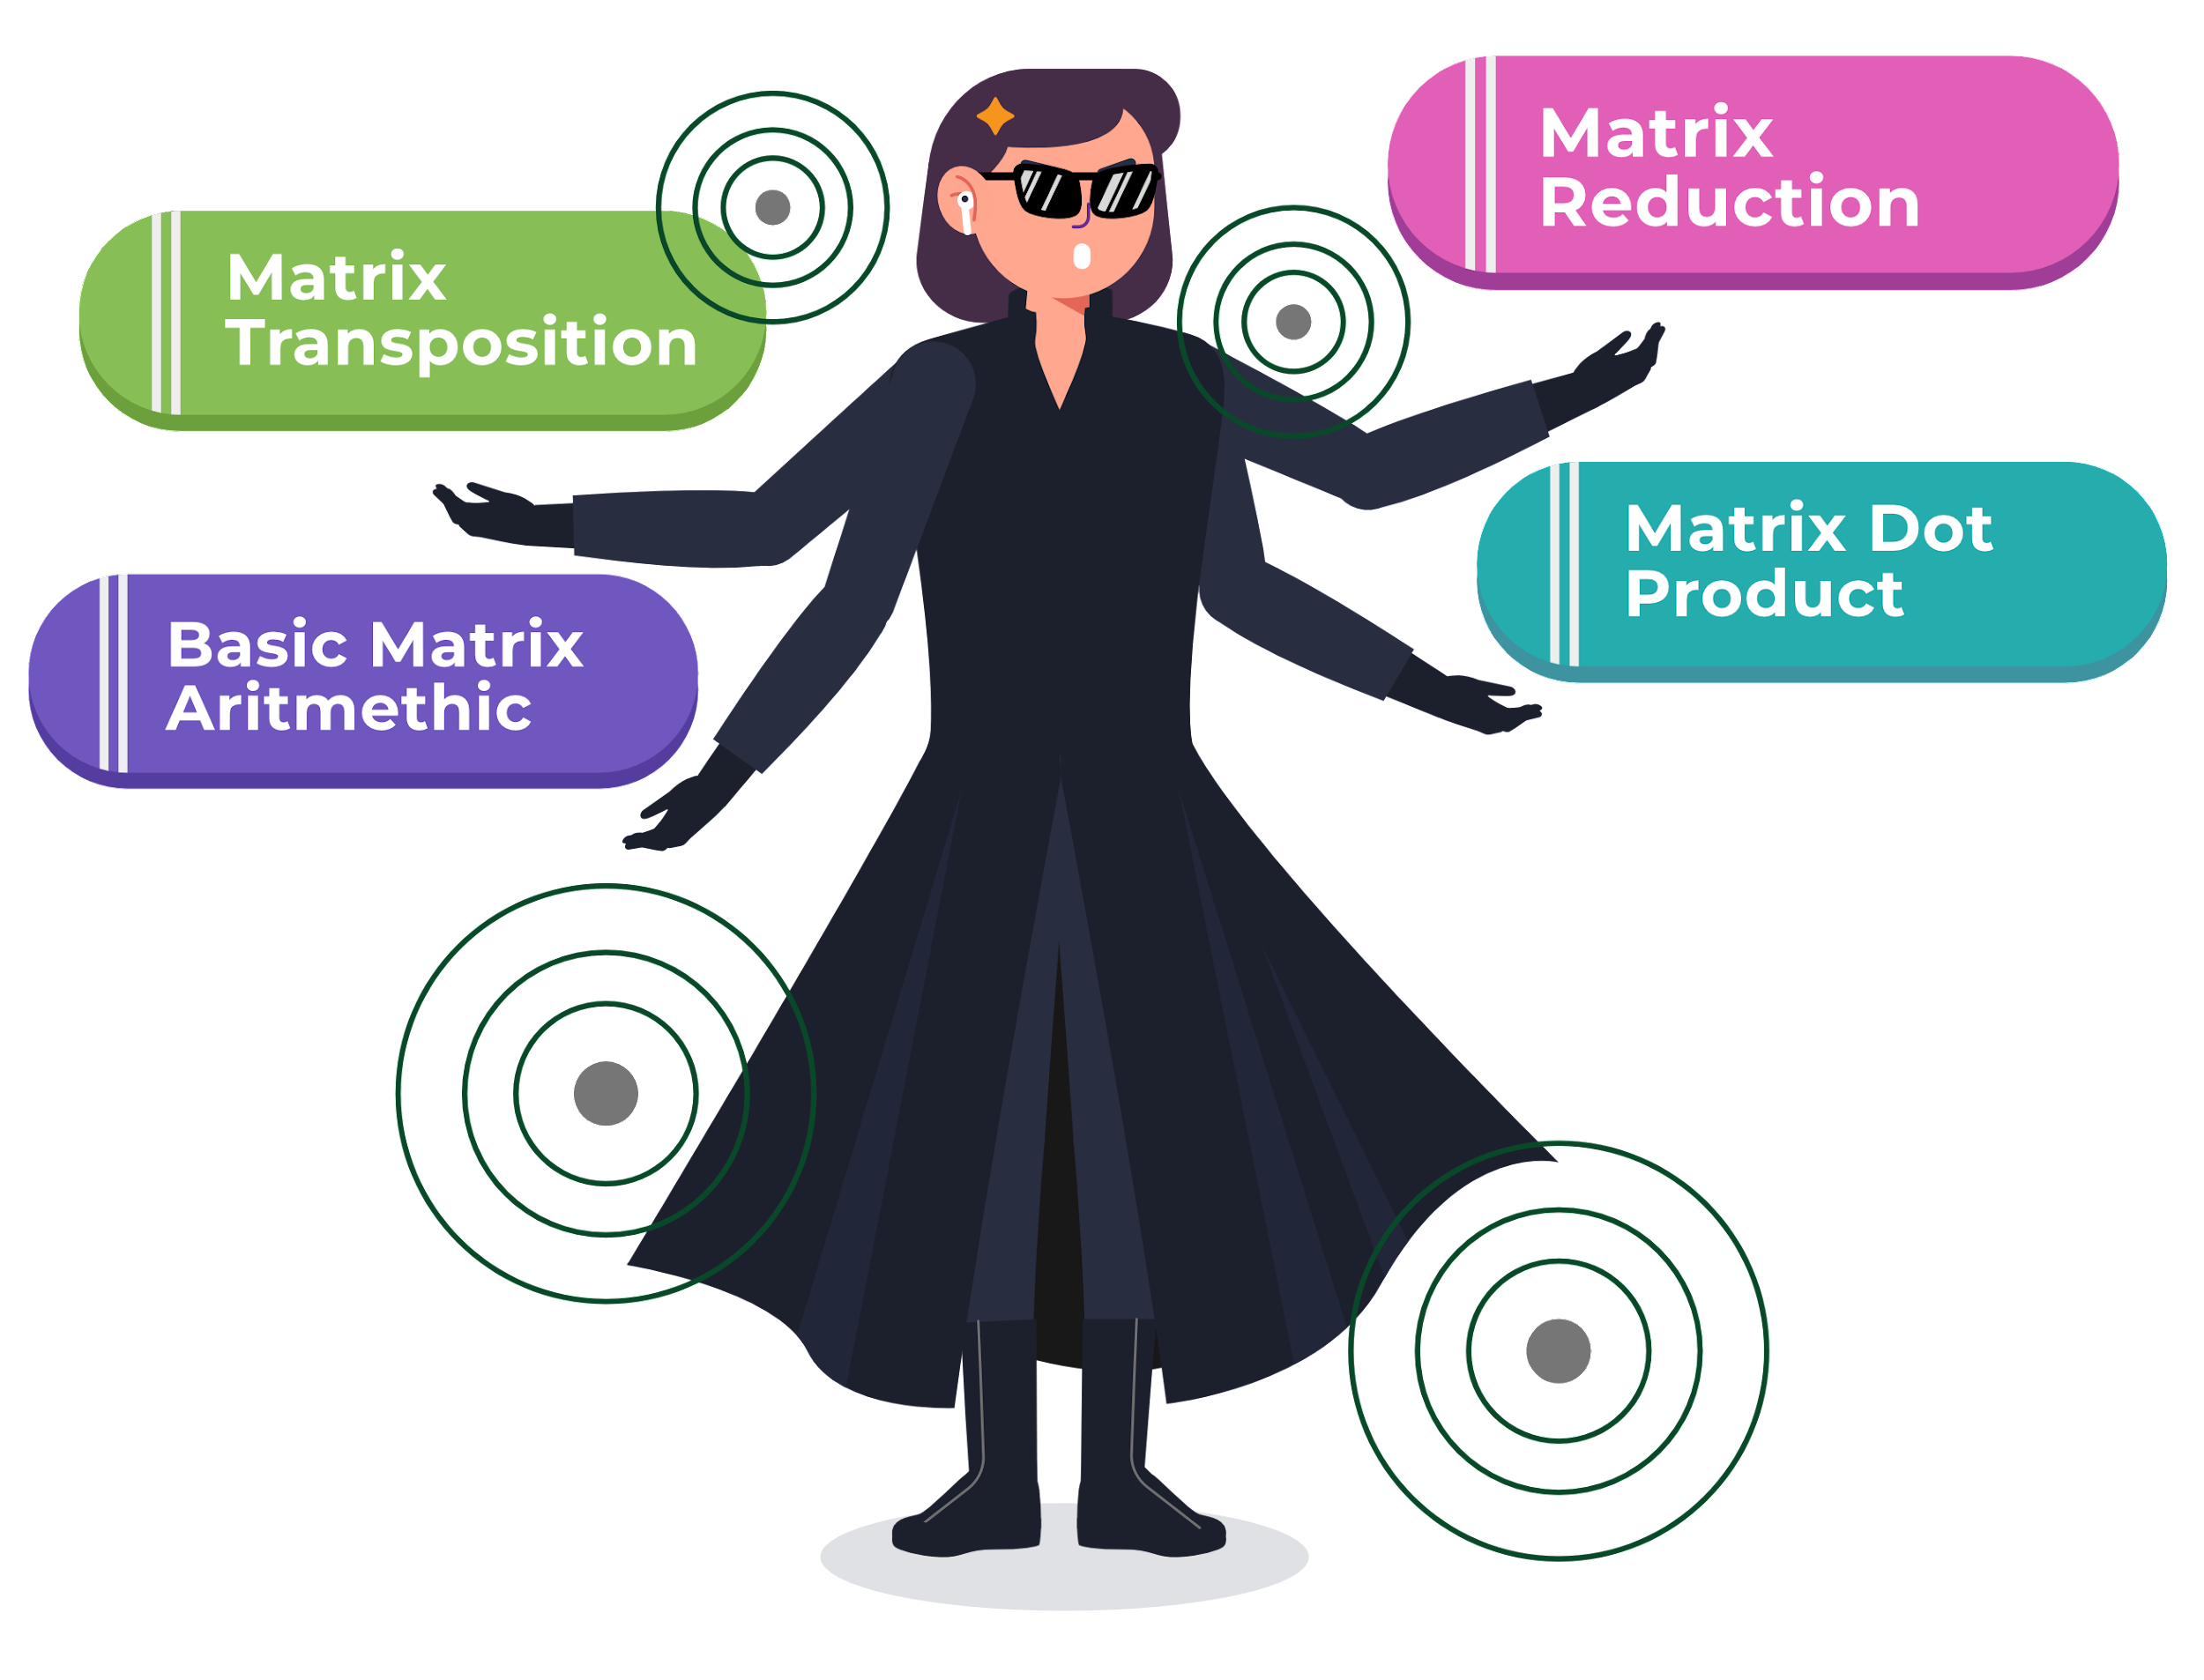 Matrix
Transposition
Basic Matrix
Aritmethic
Matrix
Reduction
Matrix Dot
Product